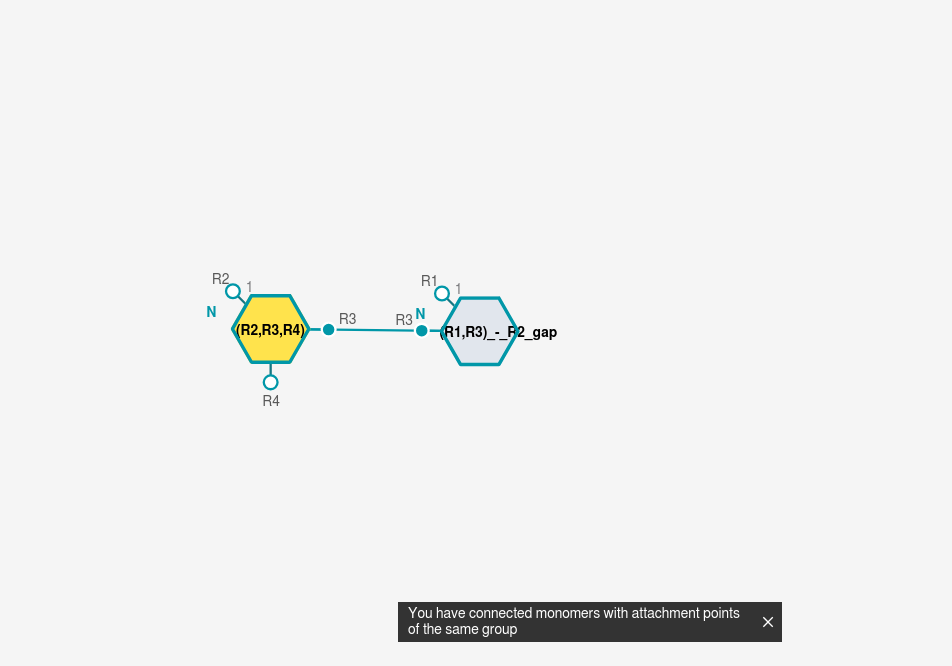 R2
1
N
(R2,R3,R4)
R3
R4
R1
1
R3
N
(R1,R3)_-_R2_gap
You have connected monomers with attachment points
of the same group